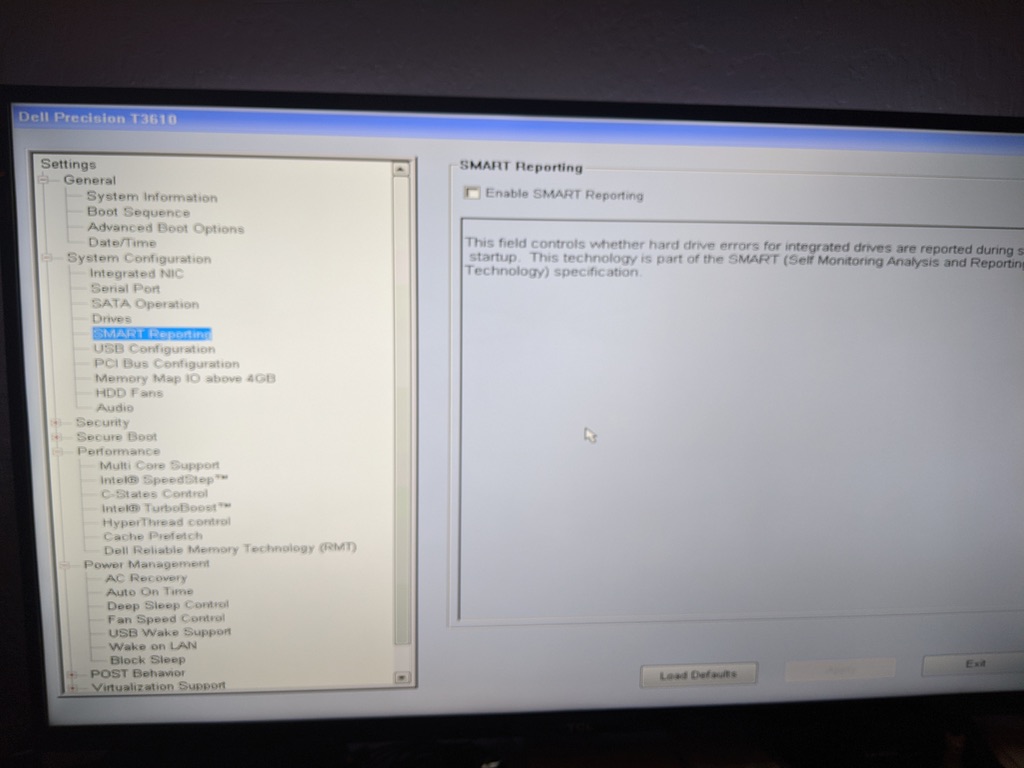 Dell Precision T3610
Settings
General
System Information
Boot Sequence
Advanced Boot Options
Date/Time
System Configuration
Integrated NIC
Serial Port
SATA Operation
Drives
SMART Reporting
USB Configuration
PCI Bus Configuration
Memory Map IO above 4GB
HDD Fans
Audio
Security
Secure Boot
Performance
Multi Core Support
Intel® SpeedStep™
C-States Control
Intel® TurboBoost™
HyperThread control
Cache Prefetch
Dell Reliable Memory Technology (RMT)
Power Management
AC Recovery
Auto On Time
Deep Sleep Control
Fan Speed Control
USB Wake Support
Wake on LAN
Block Sleep
POST Behavior
Virtualization Support
SMART Reporting
Enable SMART Reporting
This field controls whether hard drive errors for integrated drives are reported during s
startup. This technology is part of the SMART (Self Monitoring Analysis and Reporting
Technology) specification.
Load Defaults
Exit